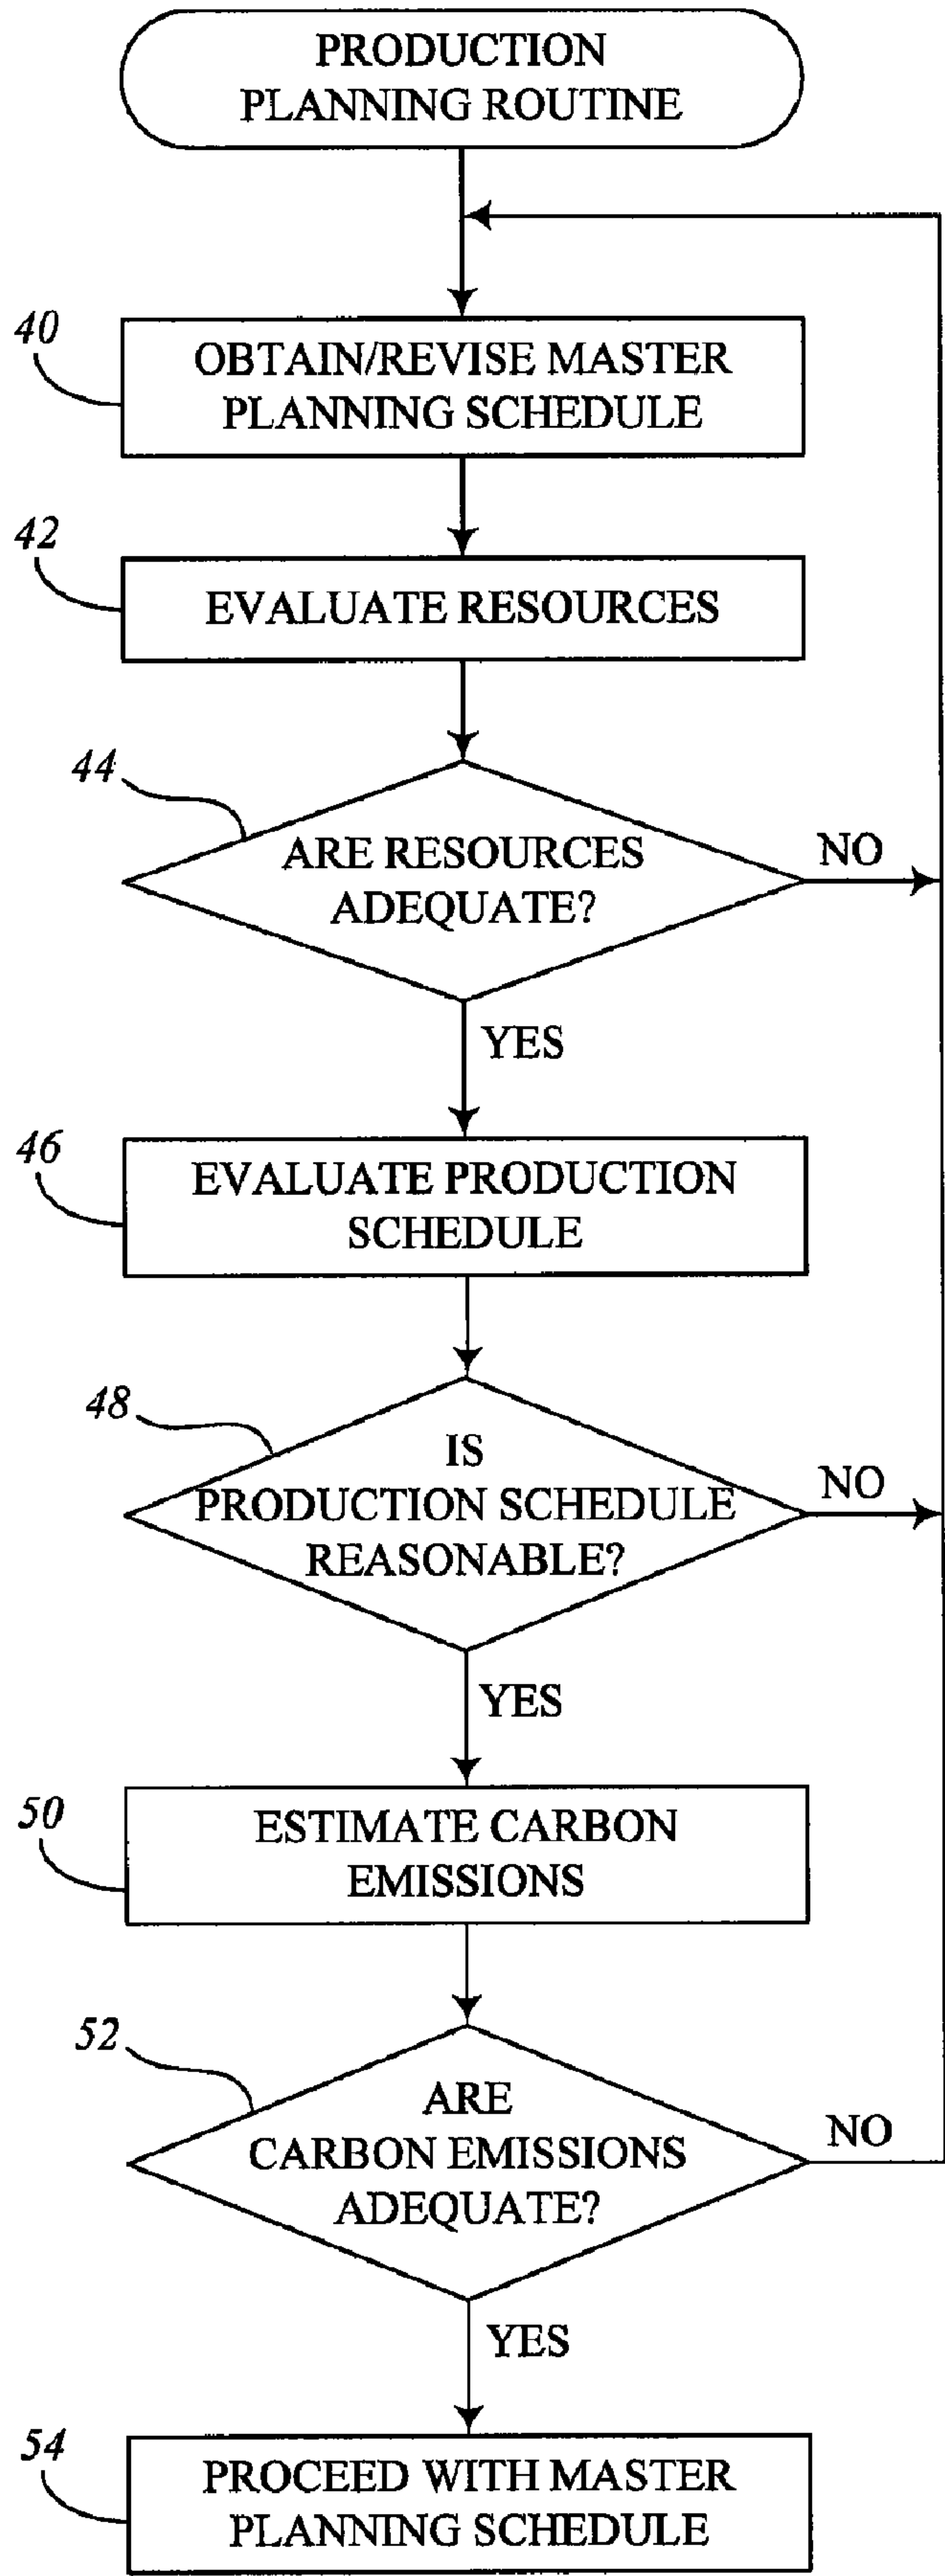 PRODUCTION
PLANNING ROUTINE
40
OBTAIN/REVISE MASTER
PLANNING SCHEDULE
42
EVALUATE RESOURCES
44
ARE RESOURCES
ADEQUATE?
NO
YES
46
EVALUATE PRODUCTION
SCHEDULE
48
IS
PRODUCTION SCHEDULE
REASONABLE?
NO
YES
50
ESTIMATE CARBON
EMISSIONS
52
ARE
CARBON EMISSIONS
ADEQUATE?
NO
YES
54
PROCEED WITH MASTER
PLANNING SCHEDULE